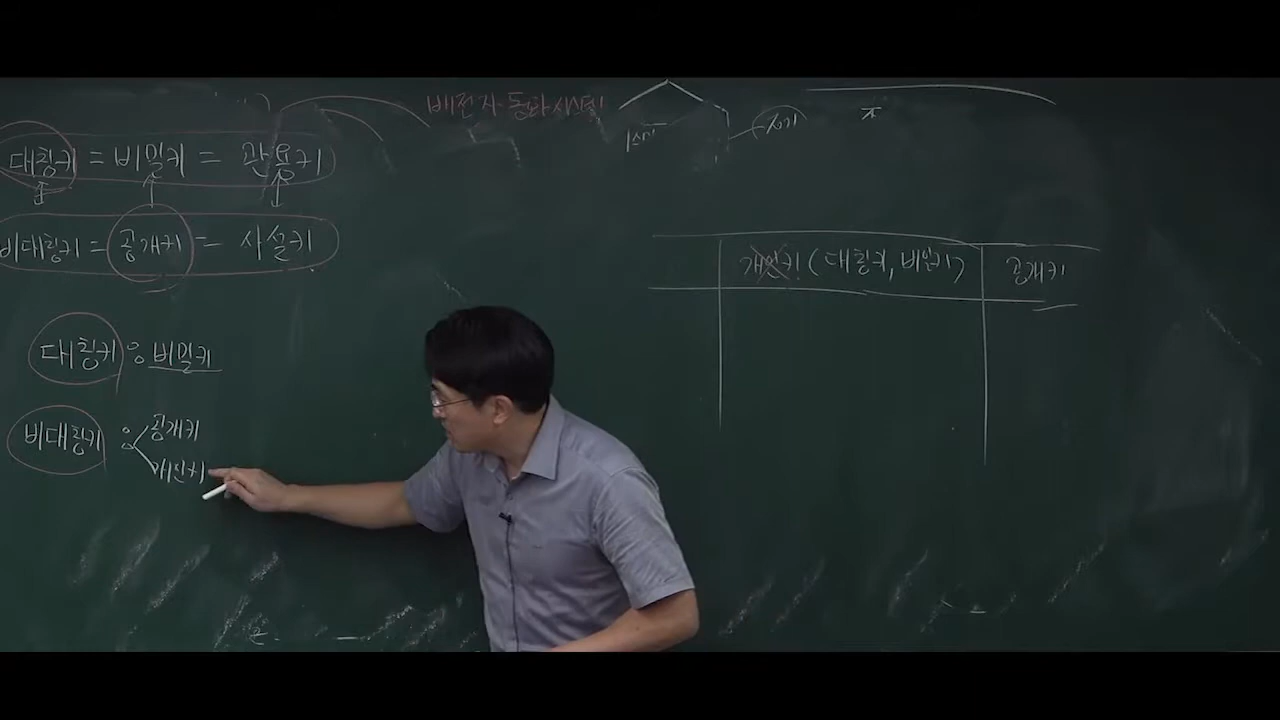 대칭키 = 비밀키 = 관용키
비대칭키 = 공개키 = 사설키
대칭키 : 비밀키
비대칭키 : 공개키
개인키
개인키 (대칭키, 비밀키)
공개키